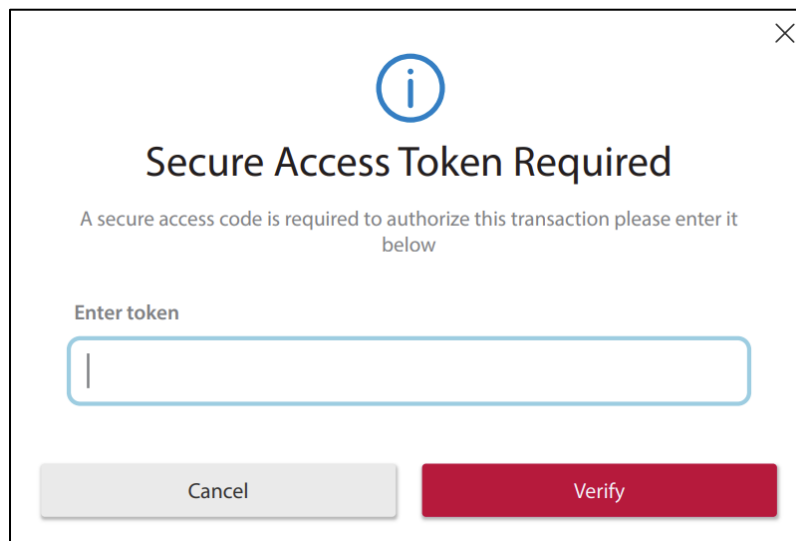 Secure Access Token Required
A secure access code is required to authorize this transaction please enter it
below
Enter token
Cancel
Verify